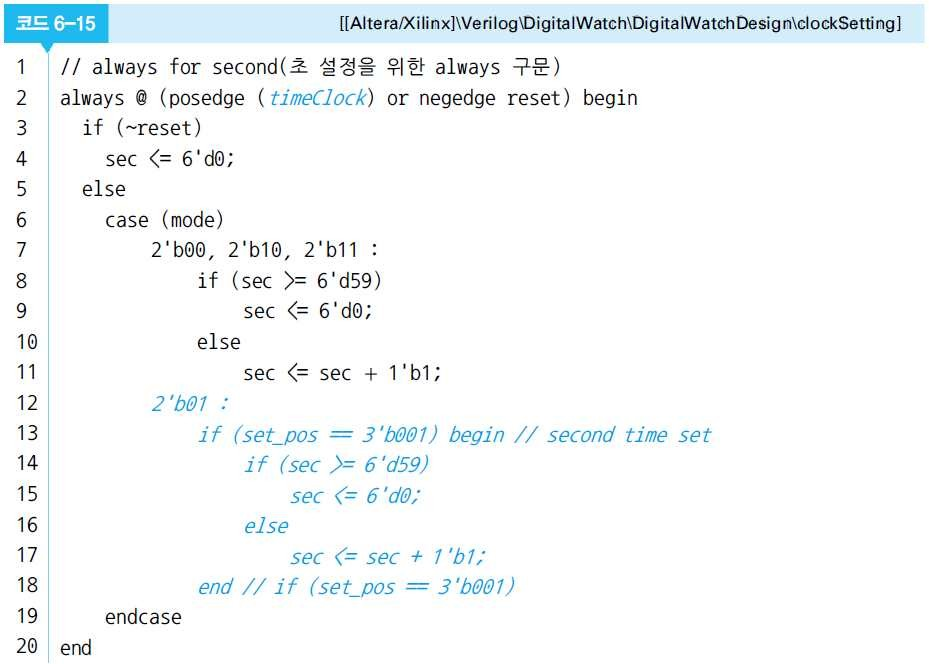 코드 6-15
[[Altera/Xilinx]\Verilog\DigitalWatch\DigitalWatchDesign\clockSetting]
1 // always for second(초 설정을 위한 always 구문)
2 always @ (posedge (timeClock) or negedge reset) begin
3 if (~reset)
4 sec <= 6'd0;
5 else
6 case (mode)
7 2'b00, 2'b10, 2'b11 :
8 if (sec >= 6'd59)
9 sec <= 6'd0;
10 else
11 sec <= sec + 1'b1;
12 2'b01 :
13 if (set_pos == 3'b001) begin // second time set
14 if (sec >= 6'd59)
15 sec <= 6'd0;
16 else
17 sec <= sec + 1'b1;
18 end // if (set_pos == 3'b001)
19 endcase
20 end